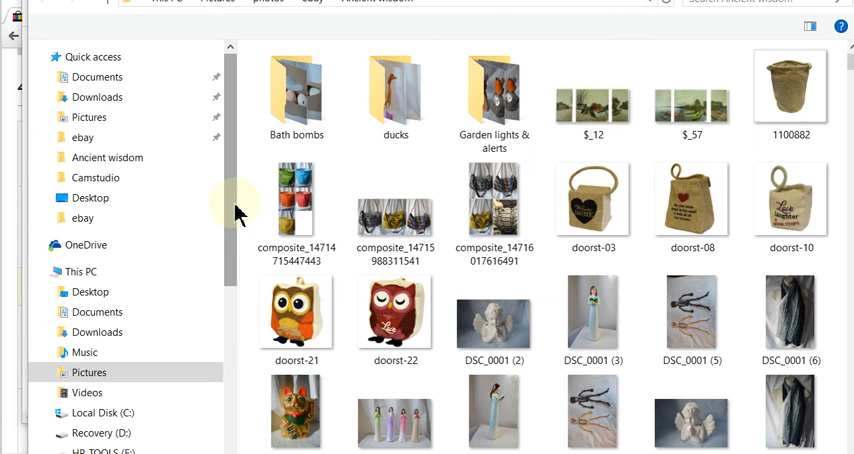 This PC Pictures photos ebay Ancient wisdom
Search Ancient wisdom
Quick access
Documents
Downloads
Pictures
ebay
Ancient wisdom
Camstudio
Desktop
ebay
OneDrive
This PC
Desktop
Documents
Downloads
Music
Pictures
Videos
Local Disk (C:)
Recovery (D:)
HP_TOOLS (E:)
Bath bombs
ducks
Garden lights &
alerts
$_12
$_57
1100882
composite_14714
715447443
composite_14715
988311541
composite_14716
017616491
doorst-03
doorst-08
doorst-10
doorst-21
doorst-22
DSC_0001 (2)
DSC_0001 (3)
DSC_0001 (5)
DSC_0001 (6)